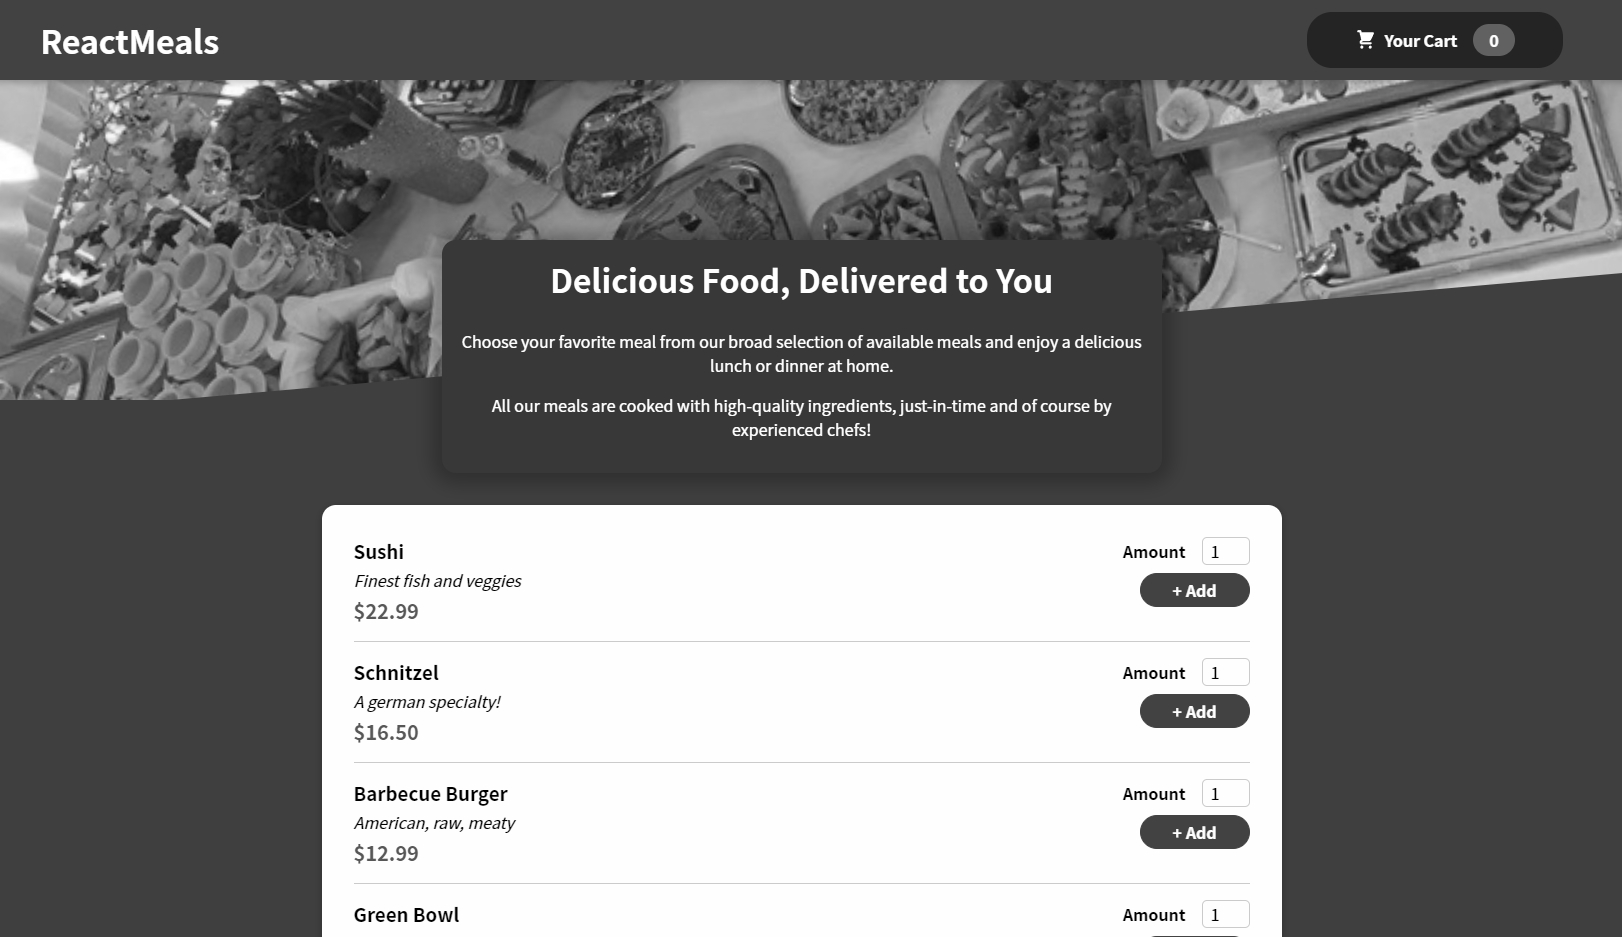 ReactMeals
Your Cart 0
Delicious Food, Delivered to You
Choose your favorite meal from our broad selection of available meals and enjoy a delicious
lunch or dinner at home.
All our meals are cooked with high-quality ingredients, just-in-time and of course by
experienced chefs!
Sushi
Amount 1
Finest fish and veggies
+ Add
$22.99
Schnitzel
Amount 1
A german specialty!
+ Add
$16.50
Barbecue Burger
Amount 1
American, raw, meaty
+ Add
$12.99
Green Bowl
Amount 1